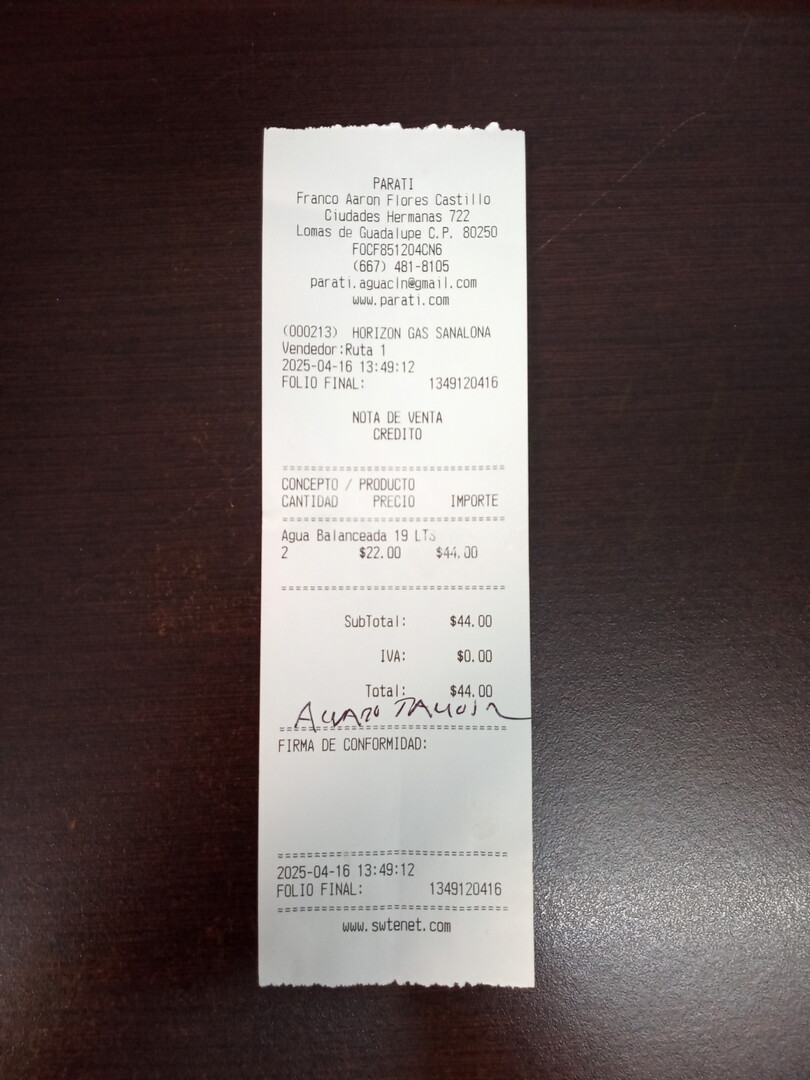 PARATI
Franco Aaron Flores Castillo
Ciudades Hermanas 722
Lomas de Guadalupe C.P. 80250
FOCF851204CN6
(667) 481-8105
parati.aguacln@gmail.com
www.parati.com
(000213) HORIZON GAS SANALONA
Vendedor:Ruta 1
2025-04-16 13:49:12
FOLIO FINAL: 1349120416
NOTA DE VENTA
CREDITO
CONCEPTO / PRODUCTO
CANTIDAD PRECIO IMPORTE
Agua Balanceada 19 LTS
2 $22.00 $44.00
SubTotal: $44.00
IVA: $0.00
Total: $44.00
FIRMA DE CONFORMIDAD:
2025-04-16 13:49:12
FOLIO FINAL: 1349120416
www.swtenet.com